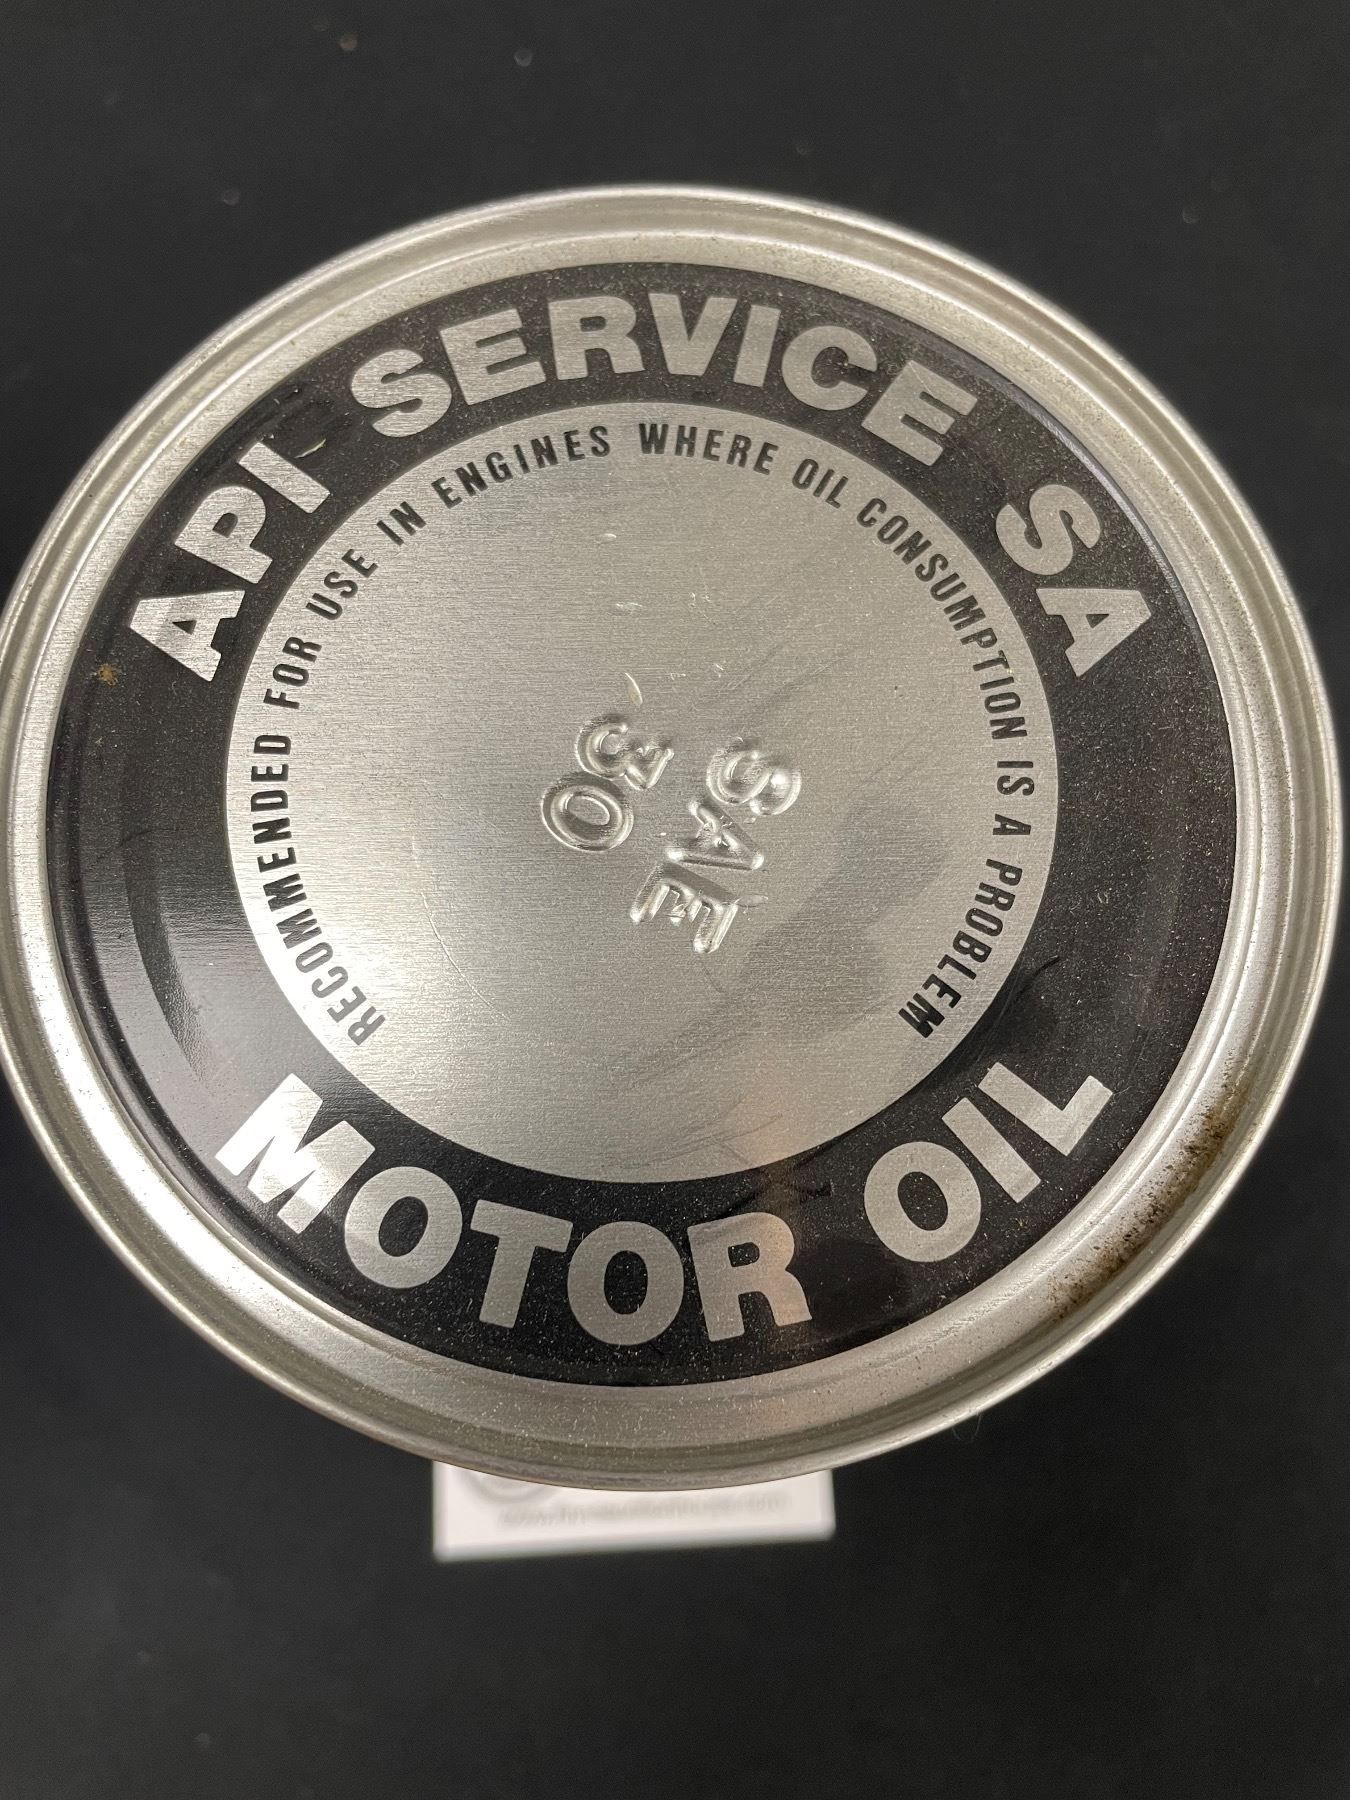 API SERVICE SA
RECOMMENDED FOR USE IN ENGINES WHERE OIL CONSUMPTION IS A PROBLEM
SAE
30
MOTOR OIL